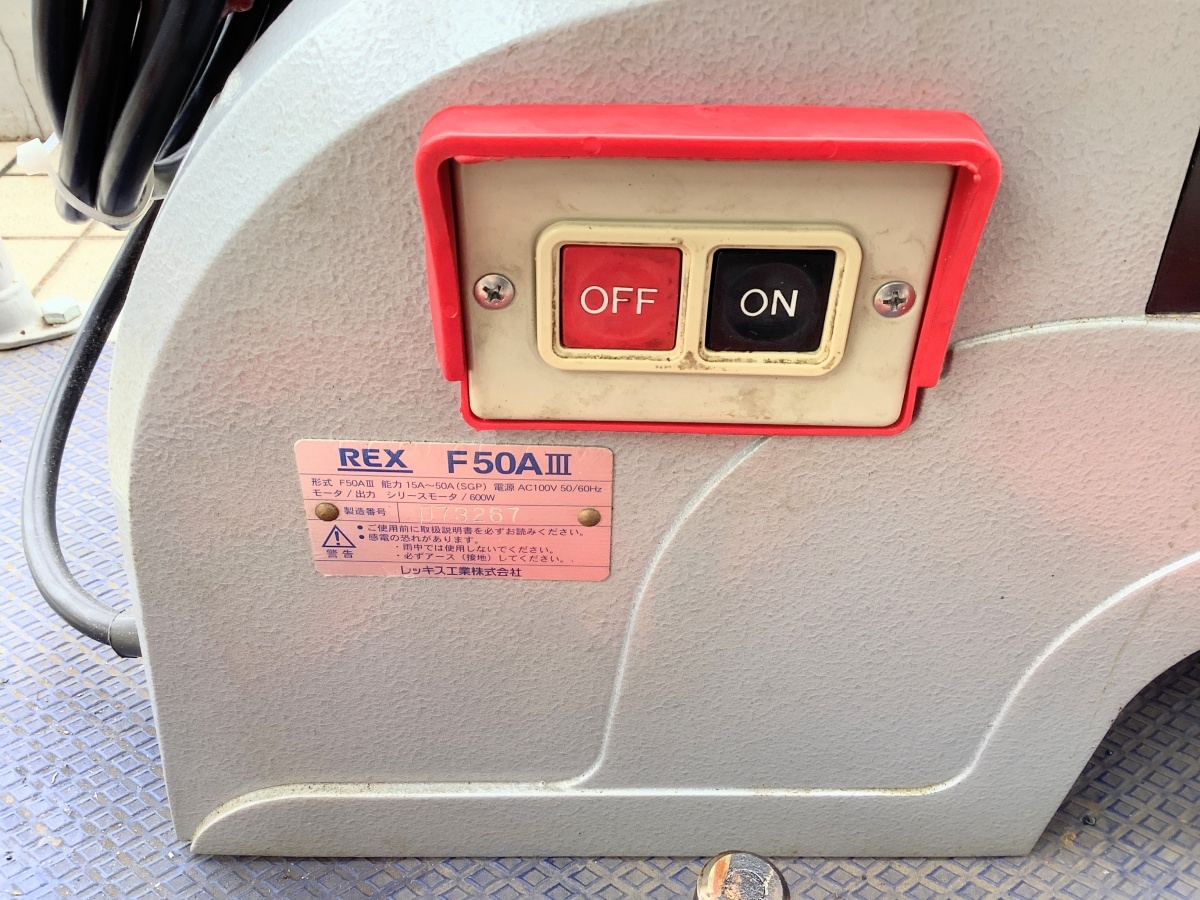 OFF ON
REX F50AⅢ
形式 F50AⅢ 能力 15A〜50A(SGP) 電源 AC100V 50/60Hz
モータ/出力 シリーズモータ/600W
製造番号
●ご使用前に取扱説明書を必ずお読みください。
●感電の恐れがあります。
・雨中では使用しないでください。
警告 ・必ずアース(接地)してください。
レッキス工業株式会社